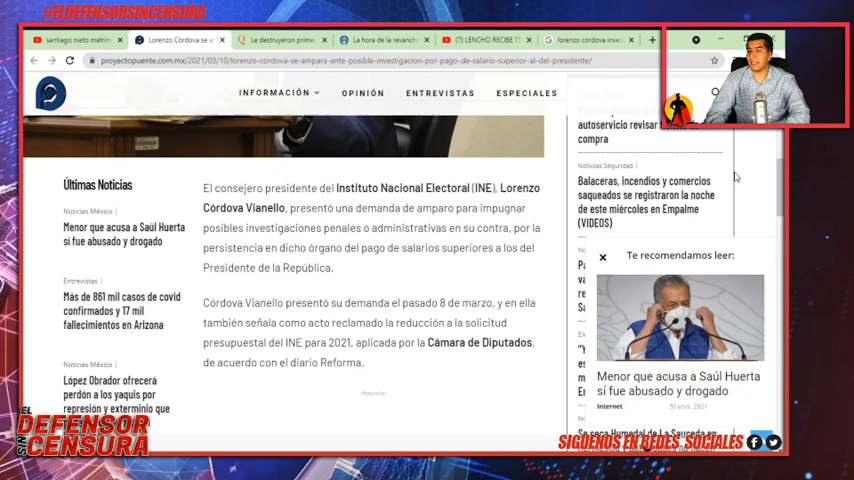 #ELDEFENSORSINCENSURA
santiago nieto matrim
Lorenzo Córdova se a
Le destruyeron prime
La hora de la revanch
(7) LENCHO RECIBE T
lorenzo cordova inves
proyectopuente.com.mx/2021/03/10/lorenzo-cordova-se-ampara-ante-posible-investigacion-por-pago-de-salario-superior-al-del-presidente/
INFORMACIÓN
OPINIÓN
ENTREVISTAS
ESPECIALES
Últimas Noticias
Noticias México |
Menor que acusa a Saúl Huerta
sí fue abusado y drogado
Entrevistas |
Más de 861 mil casos de covid
confirmados y 17 mil
fallecimientos en Arizona
Noticias México |
López Obrador ofrecerá
perdón a los yaquis por
represión y exterminio que
El consejero presidente del Instituto Nacional Electoral (INE), Lorenzo
Córdova Vianello, presentó una demanda de amparo para impugnar
posibles investigaciones penales o administrativas en su contra, por la
persistencia en dicho órgano del pago de salarios superiores a los del
Presidente de la República.
Córdova Vianello presentó su demanda el pasado 8 de marzo, y en ella
también señala como acto reclamado la reducción a la solicitud
presupuestal del INE para 2021, aplicada por la Cámara de Diputados,
de acuerdo con el diario Reforma.
-Anuncio-
autoservicio revisar
compra
Noticias Seguridad |
Balaceras, incendios y comercios
saqueados se registraron la noche
de este miércoles en Empalme
(VIDEOS)
Te recomendamos leer:
Menor que acusa a Saúl Huerta
sí fue abusado y drogado
Internet
30 abril, 2021
Se seca Humedal de La Sauceda en
EL
DEFENSOR
SIN
CENSURA
SIGUENOS EN REDES SOCIALES